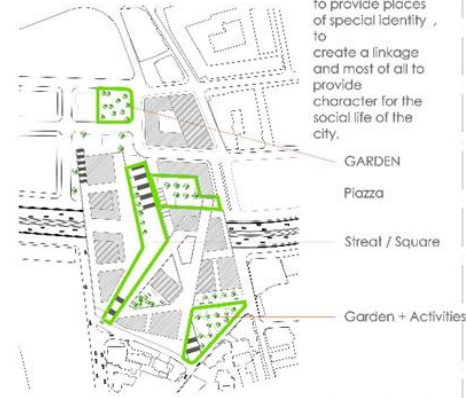 to provide places
of special identity ,
to
create a linkage
and most of all to
provide
character for the
social life of the
city.
GARDEN
Piazza
Streat / Square
Garden + Activities